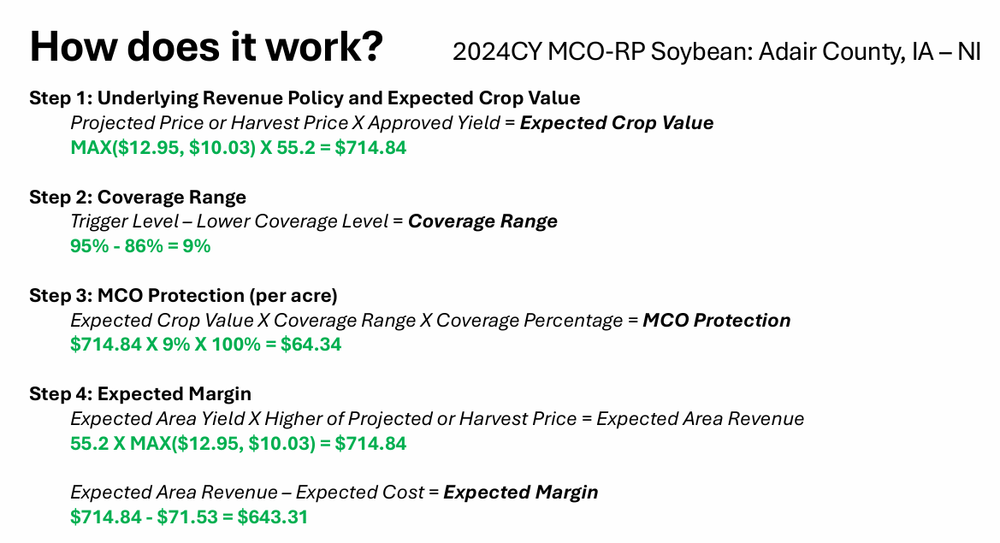 How does it work?
2024CY MCO-RP Soybean: Adair County, IA – NI
Step 1: Underlying Revenue Policy and Expected Crop Value
Projected Price or Harvest Price X Approved Yield = Expected Crop Value
MAX($12.95, $10.03) X 55.2 = $714.84
Step 2: Coverage Range
Trigger Level – Lower Coverage Level = Coverage Range
95% - 86% = 9%
Step 3: MCO Protection (per acre)
Expected Crop Value X Coverage Range X Coverage Percentage = MCO Protection
$714.84 X 9% X 100% = $64.34
Step 4: Expected Margin
Expected Area Yield X Higher of Projected or Harvest Price = Expected Area Revenue
55.2 X MAX($12.95, $10.03) = $714.84
Expected Area Revenue – Expected Cost = Expected Margin
$714.84 - $71.53 = $643.31